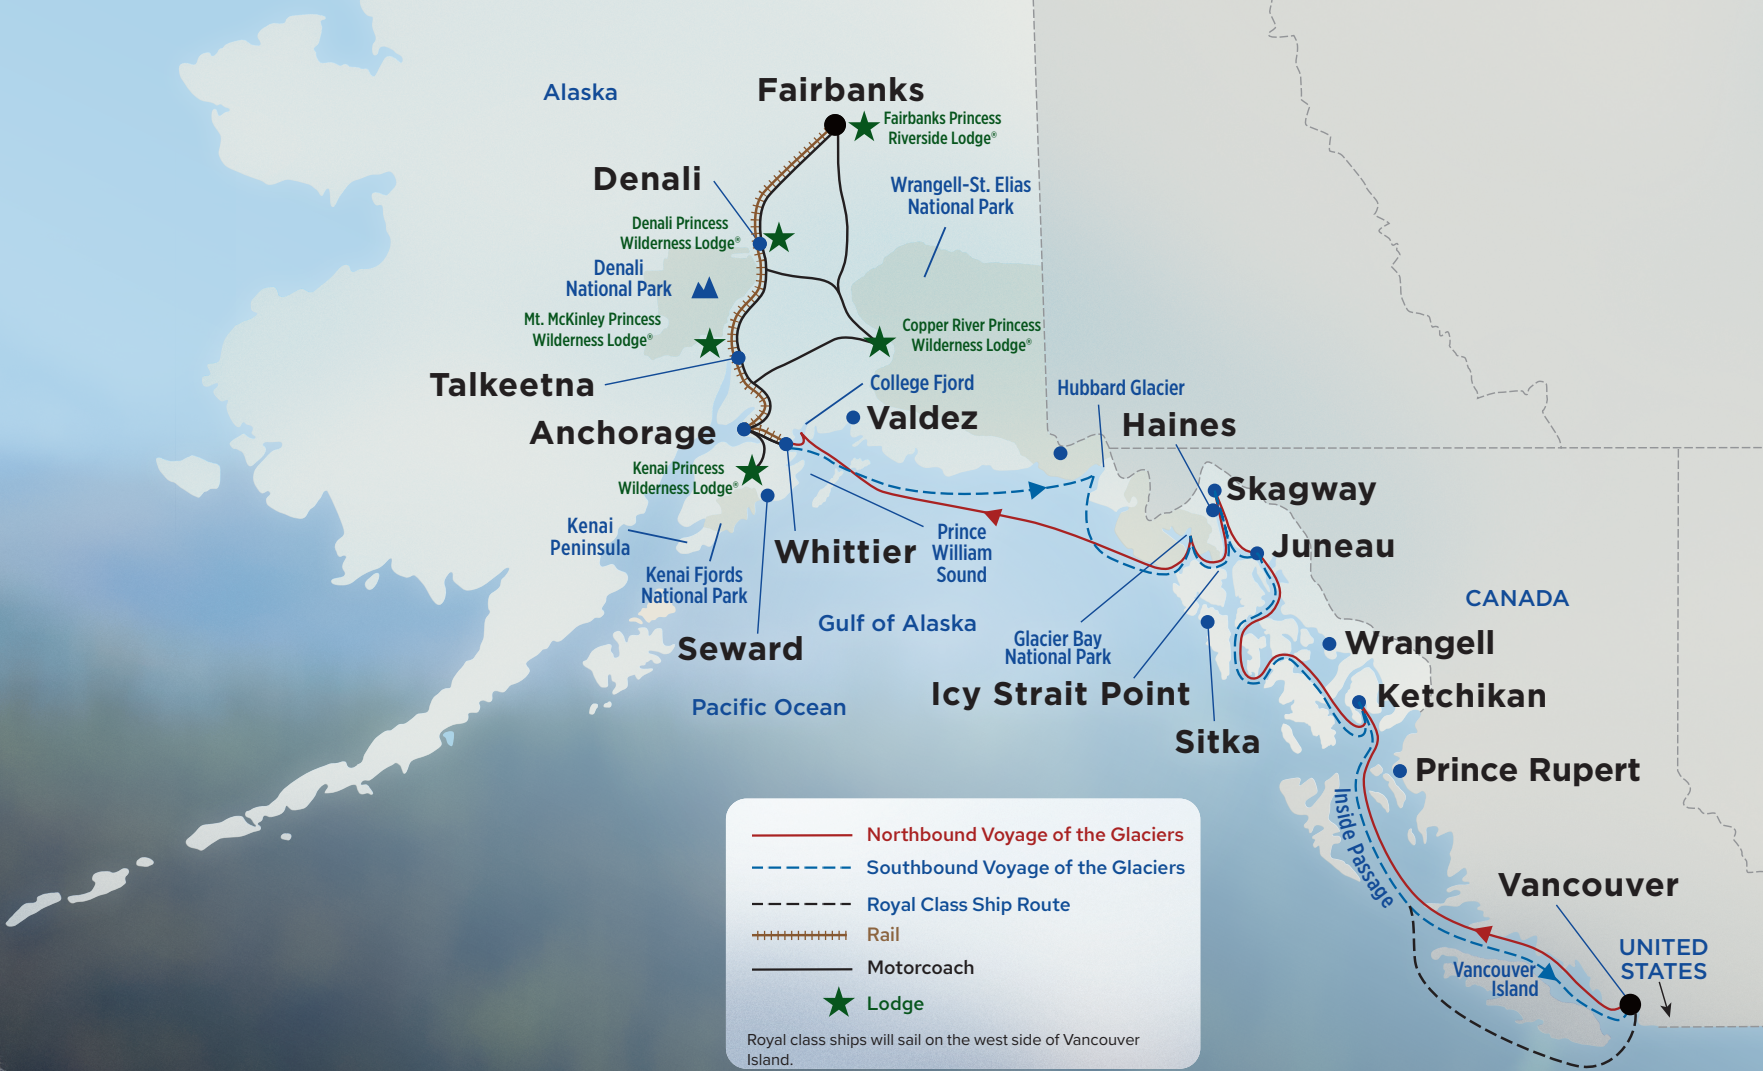 Alaska
Fairbanks
Fairbanks Princess
Riverside Lodge®
Denali
Wrangell-St. Elias
National Park
Denali Princess
Wilderness Lodge®
Denali
National Park
Mt. McKinley Princess
Wilderness Lodge®
Copper River Princess
Wilderness Lodge®
Talkeetna
College Fjord
Hubbard Glacier
Valdez
Haines
Anchorage
Kenai Princess
Wilderness Lodge®
Skagway
Kenai
Peninsula
Whittier
Prince
William
Sound
Juneau
Kenai Fjords
National Park
CANADA
Gulf of Alaska
Glacier Bay
National Park
Seward
Wrangell
Icy Strait Point
Ketchikan
Pacific Ocean
Sitka
Prince Rupert
Inside Passage
Vancouver
UNITED
STATES
Vancouver
Island
Northbound Voyage of the Glaciers
Southbound Voyage of the Glaciers
Royal Class Ship Route
Rail
Motorcoach
Lodge
Royal class ships will sail on the west side of Vancouver
Island.